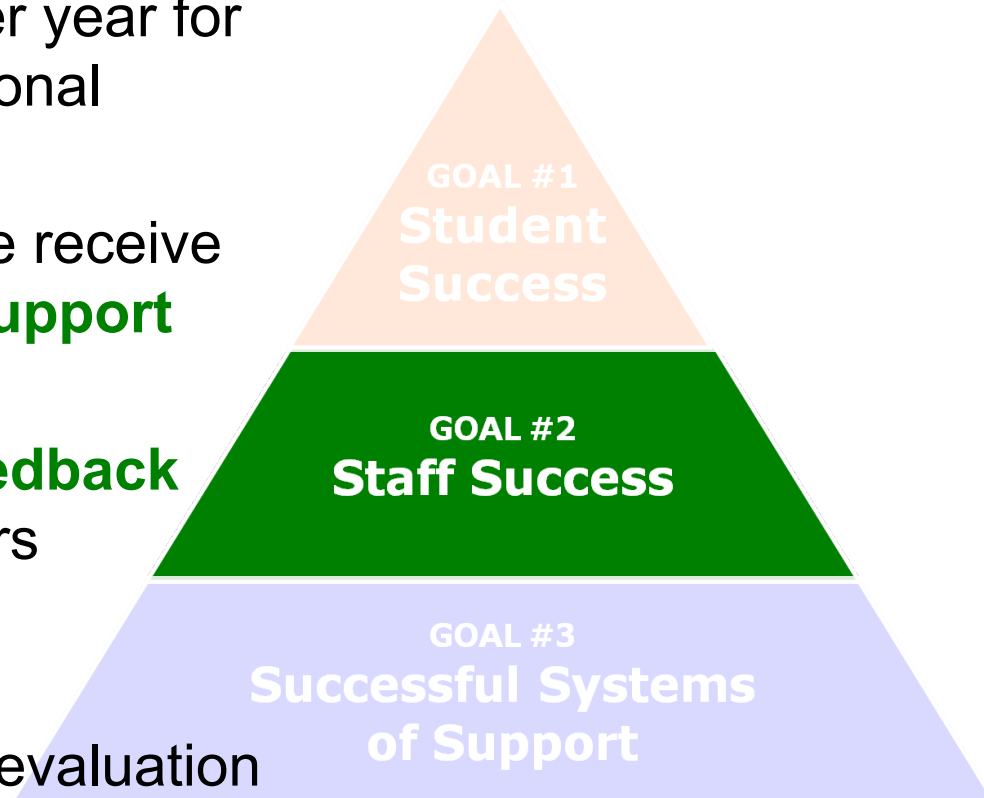 er year for
onal
e receive
upport
edback
rs
evaluation
GOAL #1
Student
Success
GOAL #2
Staff Success
GOAL #3
Successful Systems
of Support